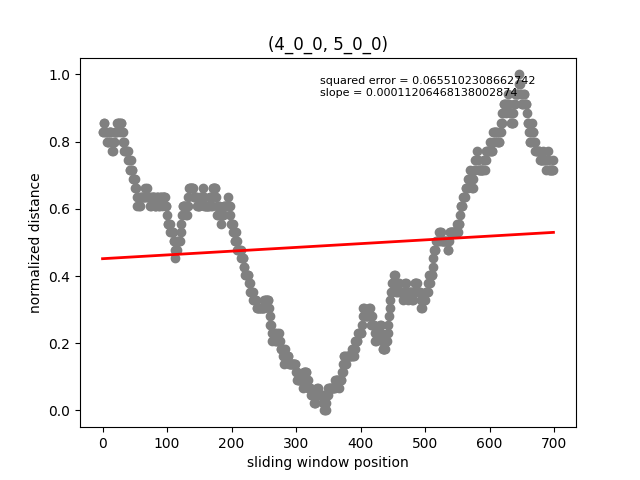 (4_0_0, 5_0_0)
squared error = 0.0655102308662742
slope = 0.00011206468138002874
normalized distance
1.0
0.8
0.6
0.4
0.2
0.0
0 100 200 300 400 500 600 700
sliding window position